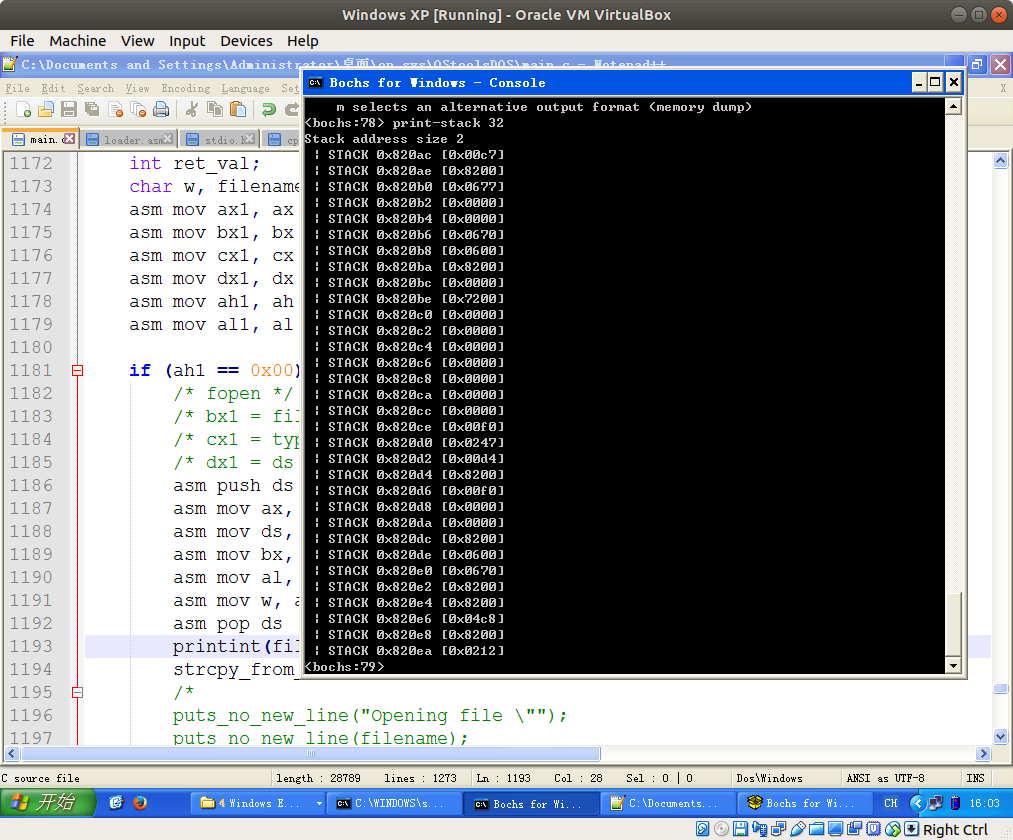 Windows XP [Running] - Oracle VM VirtualBox
File Machine View Input Devices Help
C:\Documents and Settings\Administrator\桌面\op_sys\OStoolsDOS\main.c - Notepad++
File Edit Search View Encoding Language Set
X
main.c loader.asm stdio.h cp
1172 int ret_val;
1173 char w, filename
1174 asm mov ax1, ax
1175 asm mov bx1, bx
1176 asm mov cx1, cx
1177 asm mov dx1, dx
1178 asm mov ah1, ah
1179 asm mov al1, al
1180
1181 if (ah1 == 0x00)
1182 /* fopen */
1183 /* bx1 = fil
1184 /* cx1 = typ
1185 /* dx1 = ds
1186 asm push ds
1187 asm mov ax,
1188 asm mov ds,
1189 asm mov bx,
1190 asm mov al,
1191 asm mov w, a
1192 asm pop ds
1193 printint(fil
1194 strcpy_from_
1195 /*
1196 puts_no_new_line("Opening file \"");
1197 puts_no_new_line(filename);
Bochs for Windows - Console
m selects an alternative output format (memory dump)
<bochs:78> print-stack 32
Stack address size 2
| STACK 0x820ac [0x00c7]
| STACK 0x820ae [0x8200]
| STACK 0x820b0 [0x0677]
| STACK 0x820b2 [0x0000]
| STACK 0x820b4 [0x0000]
| STACK 0x820b6 [0x0670]
| STACK 0x820b8 [0x0600]
| STACK 0x820ba [0x8200]
| STACK 0x820bc [0x0000]
| STACK 0x820be [0x7200]
| STACK 0x820c0 [0x0000]
| STACK 0x820c2 [0x0000]
| STACK 0x820c4 [0x0000]
| STACK 0x820c6 [0x0000]
| STACK 0x820c8 [0x0000]
| STACK 0x820ca [0x0000]
| STACK 0x820cc [0x0000]
| STACK 0x820ce [0x00f0]
| STACK 0x820d0 [0x0247]
| STACK 0x820d2 [0x00d4]
| STACK 0x820d4 [0x8200]
| STACK 0x820d6 [0x00f0]
| STACK 0x820d8 [0x0000]
| STACK 0x820da [0x0000]
| STACK 0x820dc [0x8200]
| STACK 0x820de [0x0600]
| STACK 0x820e0 [0x0670]
| STACK 0x820e2 [0x8200]
| STACK 0x820e4 [0x8200]
| STACK 0x820e6 [0x04c8]
| STACK 0x820e8 [0x8200]
| STACK 0x820ea [0x0212]
<bochs:79>
C source file length : 28789 lines : 1273 Ln : 1193 Col : 28 Sel : 0 | 0 Dos\Windows ANSI as UTF-8 INS
开始 4 Windows E... C:\WINDOWS\s... Bochs for Wi... C:\Documents... Bochs for Wi... CH 16:03
Right Ctrl